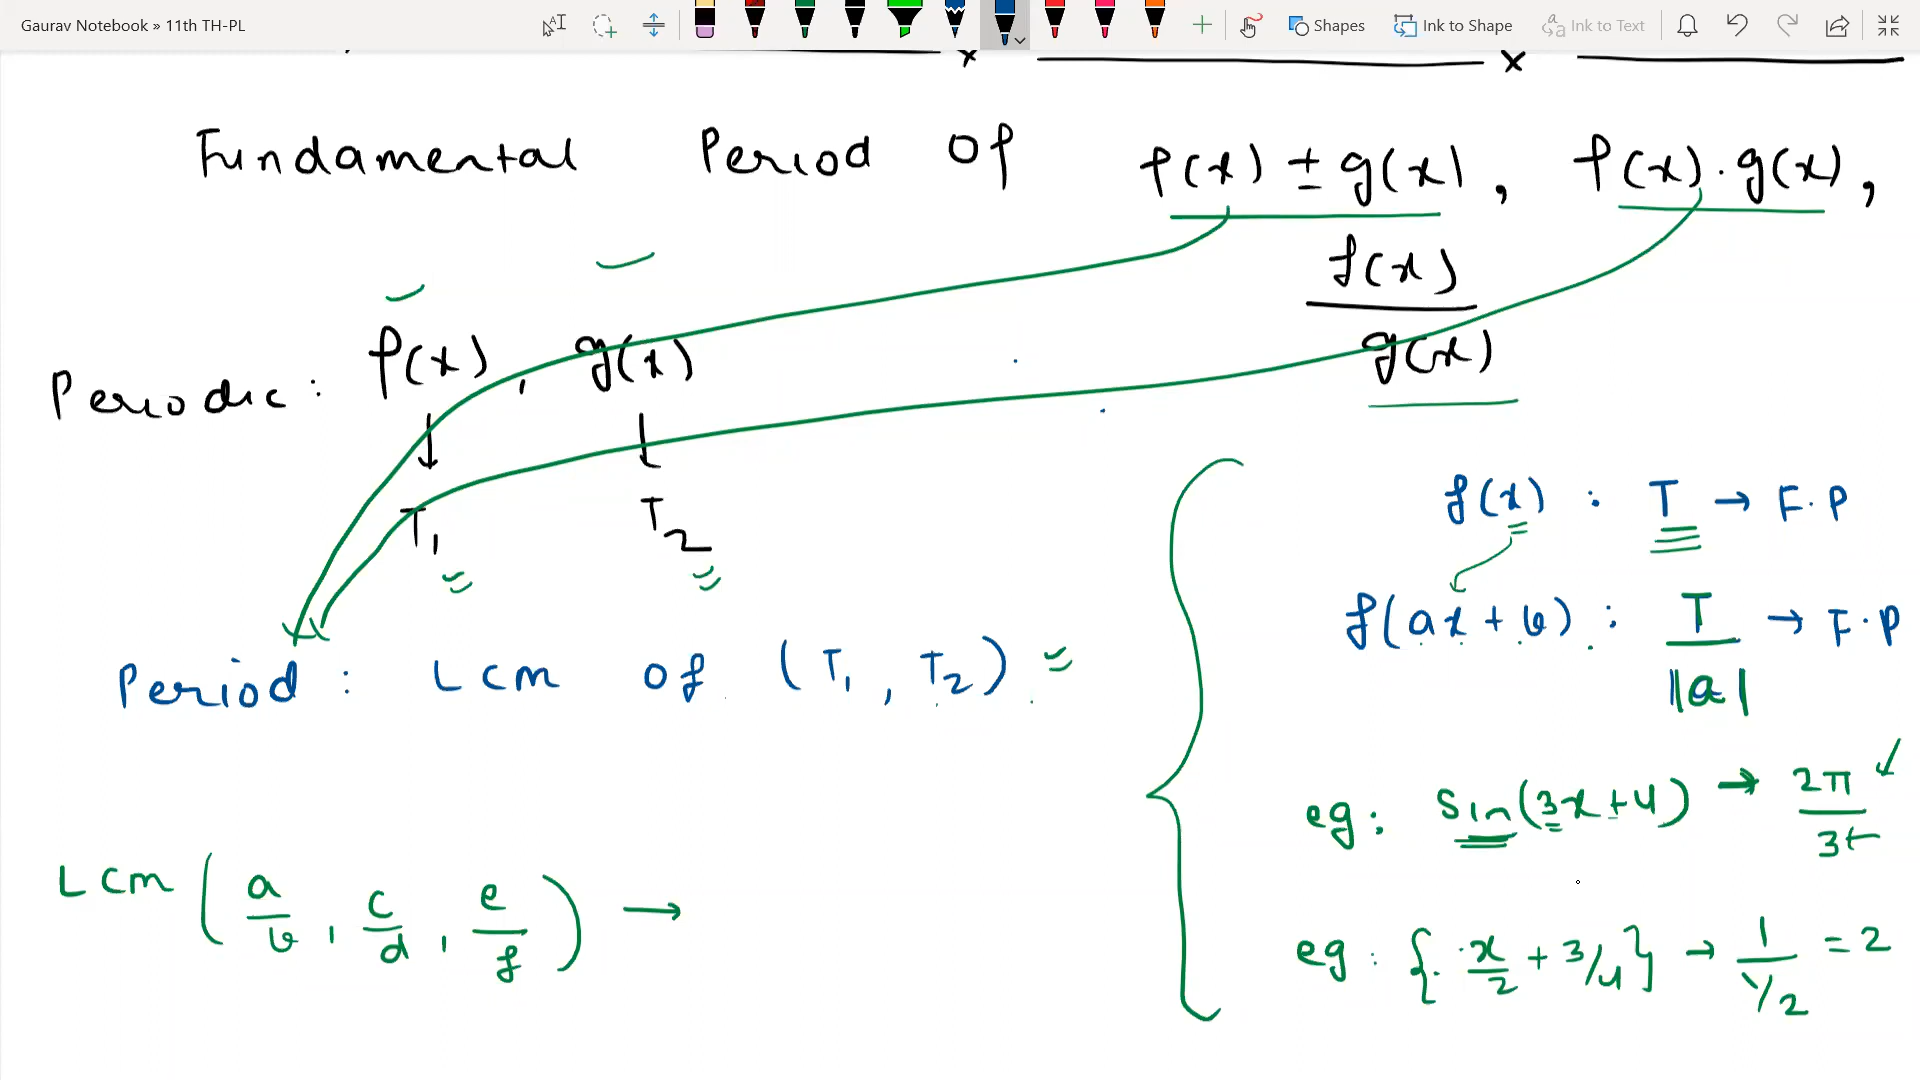 Gaurav Notebook » 11th TH-PL
Shapes
Ink to Shape
Ink to Text
Fundamental Period Of f(x) ± g(x), f(x) · g(x),
f(x)
g(x)
Periodic : f(x), g(x)
T₁ T₂
f(x) : T → F.P
f(ax + b) : T/|a| → F.P
Period : LCM Of (T₁, T₂)
eg: Sin(3x+4) → 2π/3
LCM (a/b, c/d, e/f) →
eg: {x/2 + 3/4} → 1/1/2 = 2